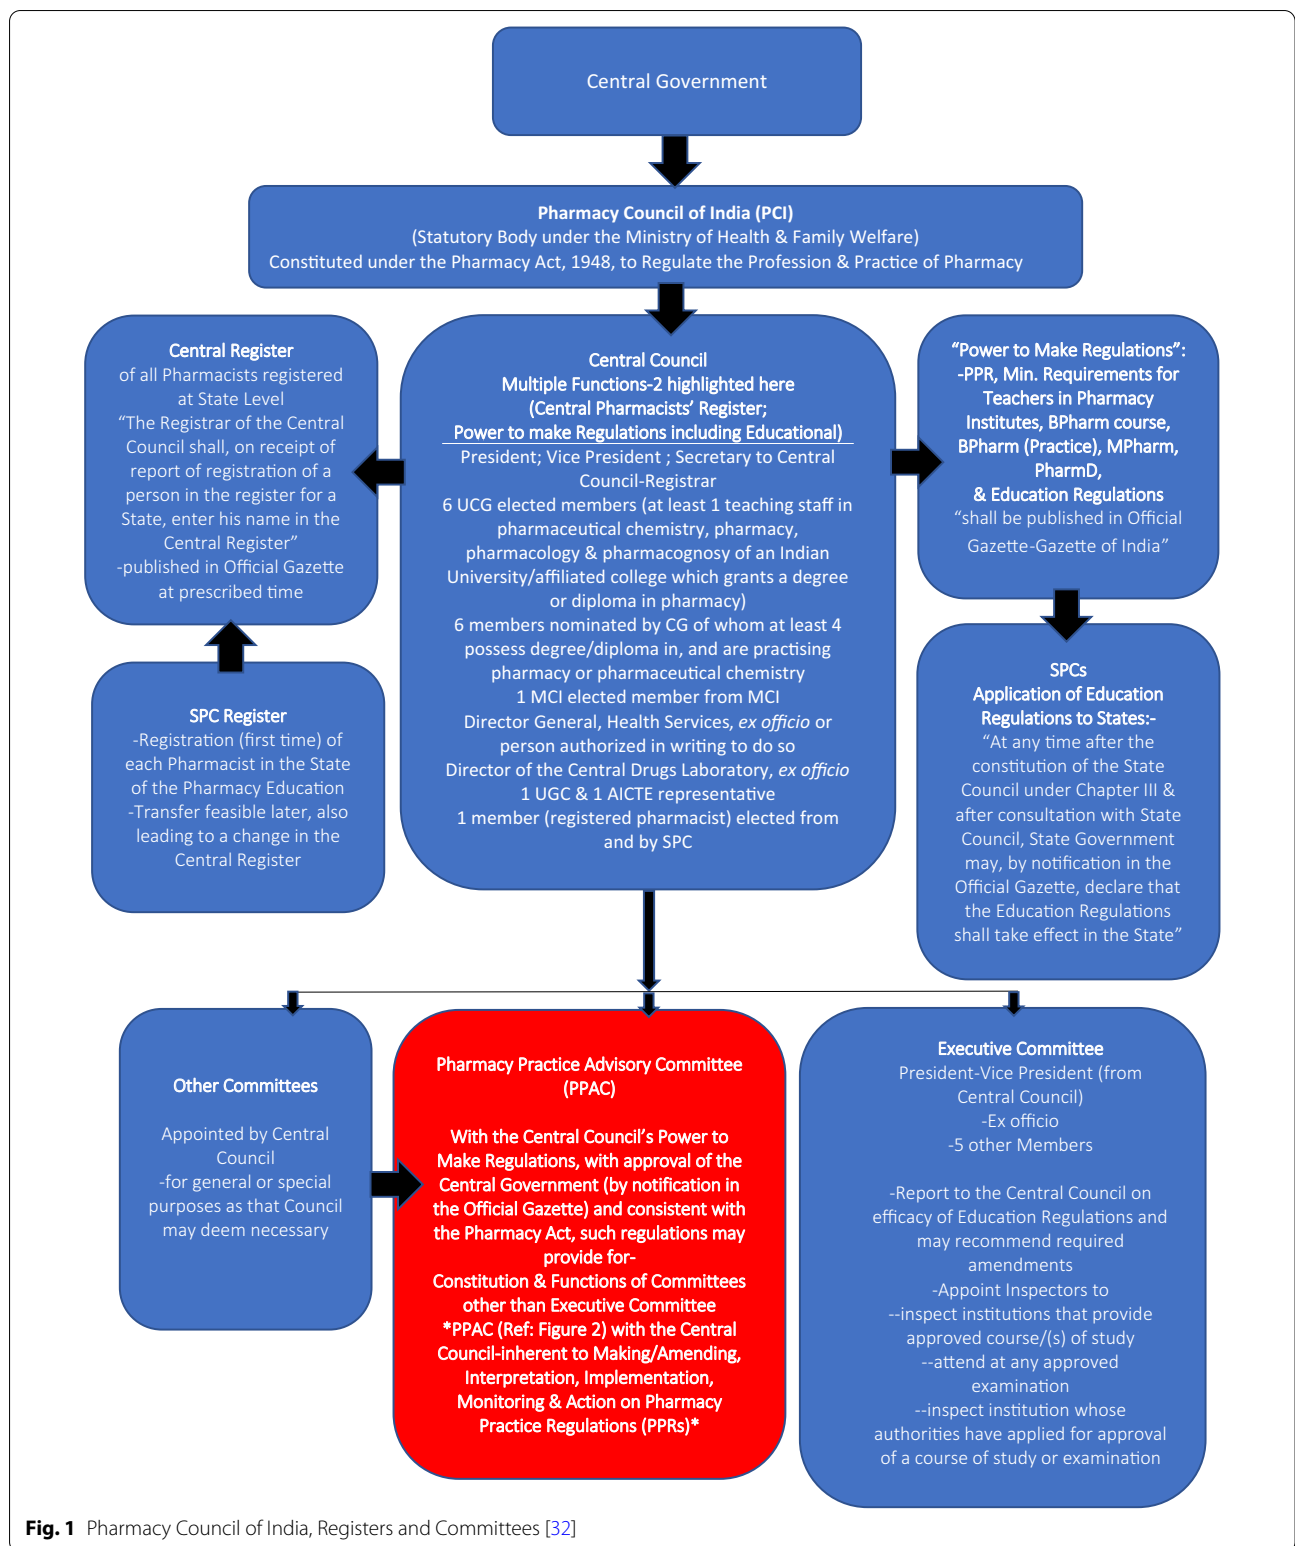 Central Government
Pharmacy Council of India (PCI)
(Statutory Body under the Ministry of Health & Family Welfare)
Constituted under the Pharmacy Act, 1948, to Regulate the Profession & Practice of Pharmacy
Central Register
of all Pharmacists registered
at State Level
“The Registrar of the Central
Council shall, on receipt of
report of registration of a
person in the register for a
State, enter his name in the
Central Register”
-published in Official Gazette
at prescribed time
Central Council
Multiple Functions-2 highlighted here
(Central Pharmacists’ Register;
Power to make Regulations including Educational)
President; Vice President ; Secretary to Central
Council-Registrar
6 UCG elected members (at least 1 teaching staff in
pharmaceutical chemistry, pharmacy,
pharmacology & pharmacognosy of an Indian
University/affiliated college which grants a degree
or diploma in pharmacy)
6 members nominated by CG of whom at least 4
possess degree/diploma in, and are practising
pharmacy or pharmaceutical chemistry
1 MCI elected member from MCI
Director General, Health Services, ex officio or
person authorized in writing to do so
Director of the Central Drugs Laboratory, ex officio
1 UGC & 1 AICTE representative
1 member (registered pharmacist) elected from
and by SPC
“Power to Make Regulations”:
-PPR, Min. Requirements for
Teachers in Pharmacy
Institutes, BPharm course,
BPharm (Practice), MPharm,
PharmD,
& Education Regulations
“shall be published in Official
Gazette-Gazette of India”
SPC Register
-Registration (first time) of
each Pharmacist in the State
of the Pharmacy Education
-Transfer feasible later, also
leading to a change in the
Central Register
SPCs
Application of Education
Regulations to States:-
“At any time after the
constitution of the State
Council under Chapter III &
after consultation with State
Council, State Government
may, by notification in the
Official Gazette, declare that
the Education Regulations
shall take effect in the State”
Other Committees
Appointed by Central
Council
-for general or special
purposes as that Council
may deem necessary
Pharmacy Practice Advisory Committee
(PPAC)
With the Central Council’s Power to
Make Regulations, with approval of the
Central Government (by notification in
the Official Gazette) and consistent with
the Pharmacy Act, such regulations may
provide for-
Constitution & Functions of Committees
other than Executive Committee
*PPAC (Ref: Figure 2) with the Central
Council-inherent to Making/Amending,
Interpretation, Implementation,
Monitoring & Action on Pharmacy
Practice Regulations (PPRs)*
Executive Committee
President-Vice President (from
Central Council)
-Ex officio
-5 other Members
-Report to the Central Council on
efficacy of Education Regulations and
may recommend required
amendments
-Appoint Inspectors to
--inspect institutions that provide
approved course/(s) of study
--attend at any approved
examination
--inspect institution whose
authorities have applied for approval
of a course of study or examination
Fig. 1 Pharmacy Council of India, Registers and Committees [32]